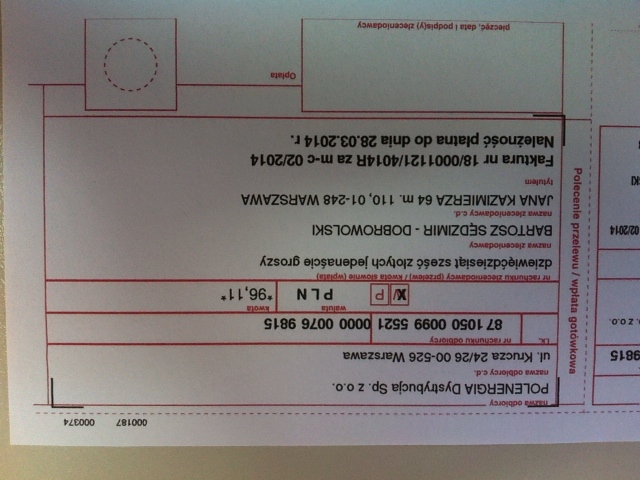 000187 000374
Polecenie przelewu / wpłata gotówkowa
nazwa odbiorcy
POLENERGIA Dystrybucja Sp. z o.o.
nazwa odbiorcy c.d.
ul. Krucza 24/26 00-526 Warszawa
l.k. nr rachunku odbiorcy
87 1050 0099 5521 0000 0076 9815
waluta kwota
W P PLN *96,11*
nr rachunku zleceniodawcy (przelew) / kwota słownie (wpłata)
dziewięćdziesiąt sześć złotych jedenaście groszy
nazwa zleceniodawcy
BARTOSZ SĘDZIMIR - DOBROWOLSKI
nazwa zleceniodawcy c.d.
JANA KAZIMIERZA 64 m. 110, 01-248 WARSZAWA
tytułem
Faktura nr 18/0001121/4014R za m-c 02/2014
Należność płatna do dnia 28.03.2014 r.
Opłata
pieczęć, data i podpis(y) zleceniodawcy
9815
z o.o.
02/2014